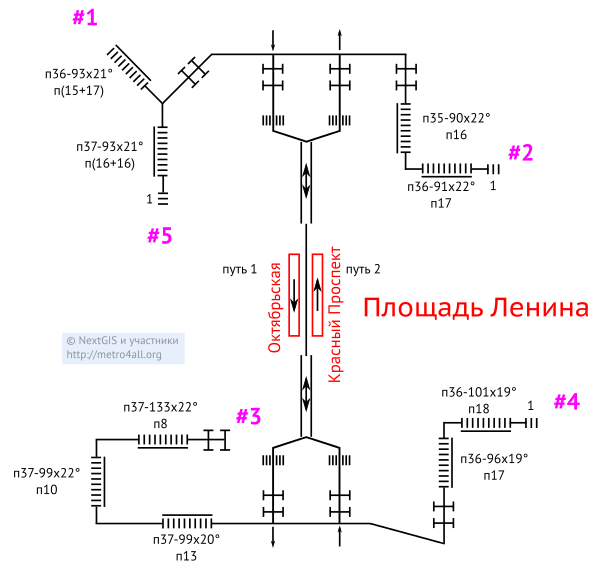 #1
п36-93x21°
п(15+17)
п37-93x21°
п(16+16)
1
#5
п35-90x22°
п16
#2
п36-91x22°
п17
1
путь 1
Октябрьская
Красный Проспект
путь 2
Площадь Ленина
© NextGIS и участники
http://metro4all.org
п37-133x22°
п8
#3
п37-99x22°
п10
п37-99x20°
п13
п36-101x19°
п18
1
#4
п36-96x19°
п17